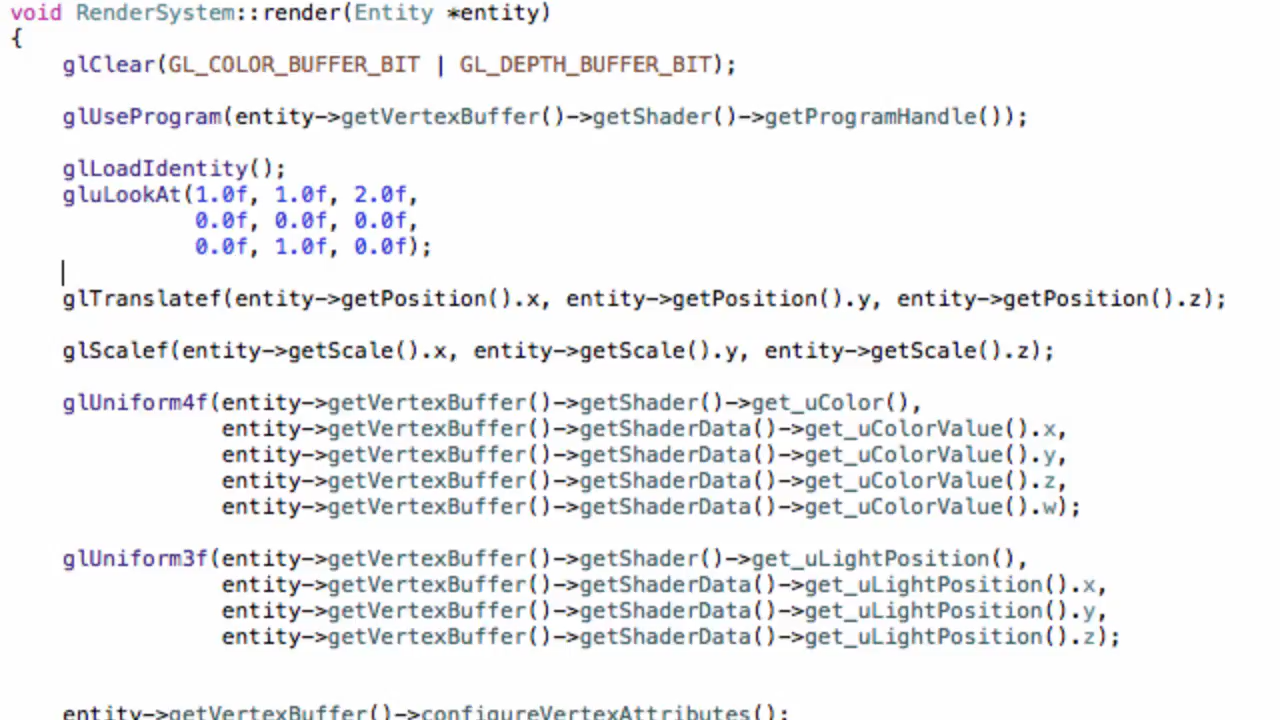 void RenderSystem::render(Entity *entity)
{
glClear(GL_COLOR_BUFFER_BIT | GL_DEPTH_BUFFER_BIT);
glUseProgram(entity->getVertexBuffer()->getShader()->getProgramHandle());
glLoadIdentity();
gluLookAt(1.0f, 1.0f, 2.0f,
0.0f, 0.0f, 0.0f,
0.0f, 1.0f, 0.0f);
glTranslatef(entity->getPosition().x, entity->getPosition().y, entity->getPosition().z);
glScalef(entity->getScale().x, entity->getScale().y, entity->getScale().z);
glUniform4f(entity->getVertexBuffer()->getShader()->get_uColor(),
entity->getVertexBuffer()->getShaderData()->get_uColorValue().x,
entity->getVertexBuffer()->getShaderData()->get_uColorValue().y,
entity->getVertexBuffer()->getShaderData()->get_uColorValue().z,
entity->getVertexBuffer()->getShaderData()->get_uColorValue().w);
glUniform3f(entity->getVertexBuffer()->getShader()->get_uLightPosition(),
entity->getVertexBuffer()->getShaderData()->get_uLightPosition().x,
entity->getVertexBuffer()->getShaderData()->get_uLightPosition().y,
entity->getVertexBuffer()->getShaderData()->get_uLightPosition().z);
entity->getVertexBuffer()->configureVertexAttributes();